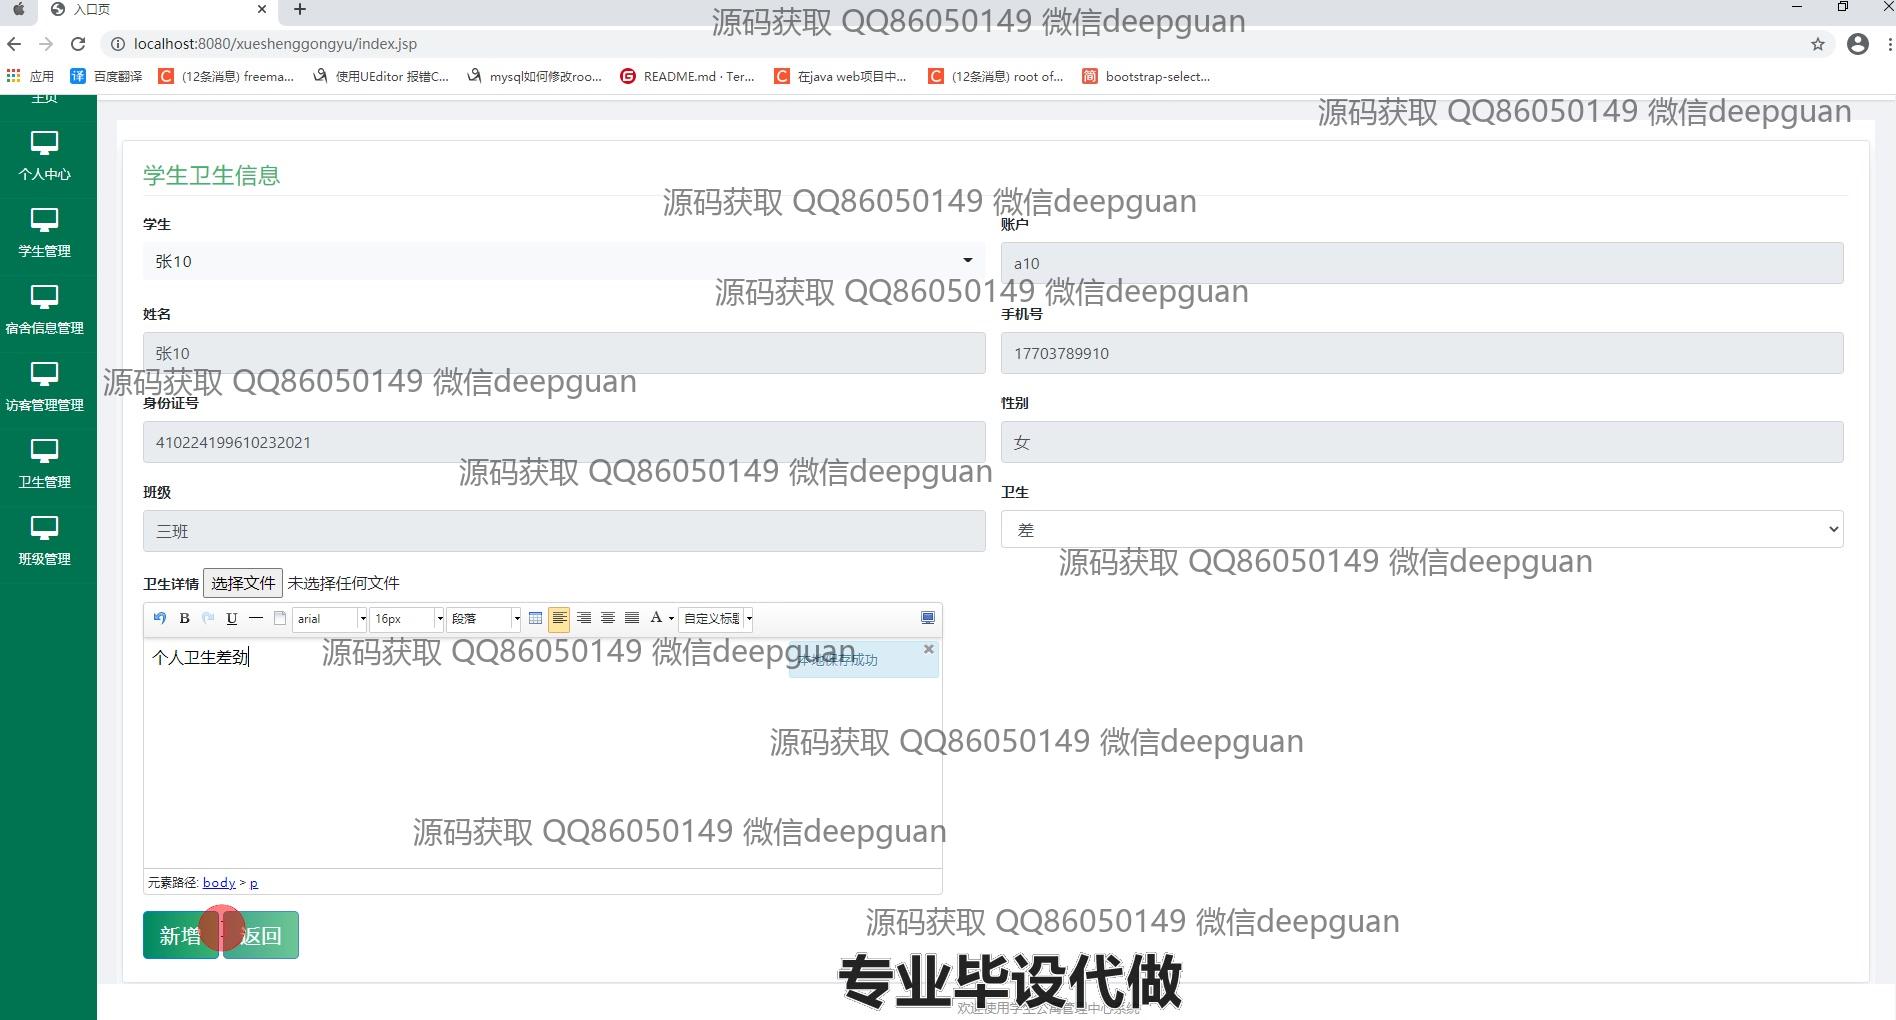 入口页
源码获取 QQ86050149 微信deepguan
localhost:8080/xueshenggongyu/index.jsp
应用
百度翻译
(12条消息) freema...
使用UEditor 报错C...
mysql如何修改roo...
README.md · Ter...
在java web项目中...
(12条消息) root of...
bootstrap-select...
主页
源码获取 QQ86050149 微信deepguan
个人中心
学生管理
宿舍信息管理
访客管理管理
卫生管理
班级管理
学生卫生信息
源码获取 QQ86050149 微信deepguan
学生
账户
张10
a10
源码获取 QQ86050149 微信deepguan
姓名
手机号
张10
17703789910
源码获取 QQ86050149 微信deepguan
身份证号
性别
410224199610232021
女
源码获取 QQ86050149 微信deepguan
班级
卫生
三班
差
源码获取 QQ86050149 微信deepguan
卫生详情 选择文件 未选择任何文件
B U arial 16px 段落 A 自定义标题
个人卫生差劲
源码获取 QQ86050149 微信deepguan
本地保存成功
源码获取 QQ86050149 微信deepguan
源码获取 QQ86050149 微信deepguan
元素路径: body > p
源码获取 QQ86050149 微信deepguan
新增
返回
专业毕设代做
欢迎使用学生公寓管理中心系统